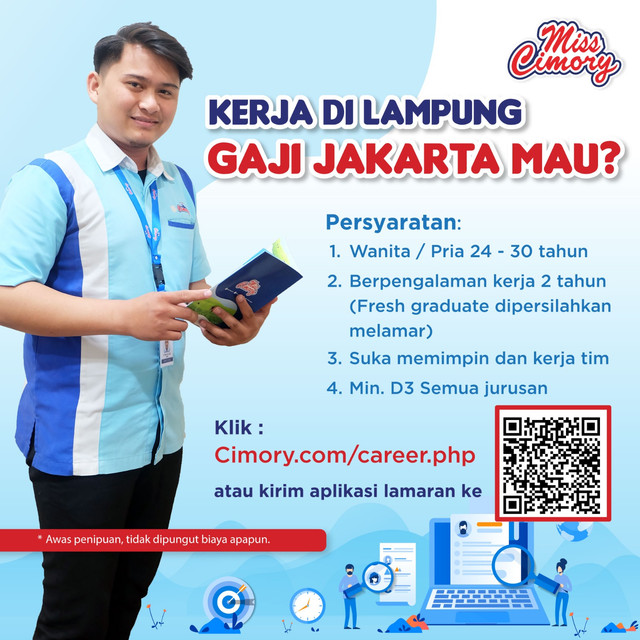 Miss
Cimory
KERJA DI LAMPUNG
GAJI JAKARTA MAU?
Persyaratan:
1. Wanita / Pria 24 - 30 tahun
2. Berpengalaman kerja 2 tahun
(Fresh graduate dipersilahkan
melamar)
3. Suka memimpin dan kerja tim
4. Min. D3 Semua jurusan
Klik :
Cimory.com/career.php
atau kirim aplikasi lamaran ke
* Awas penipuan, tidak dipungut biaya apapun.